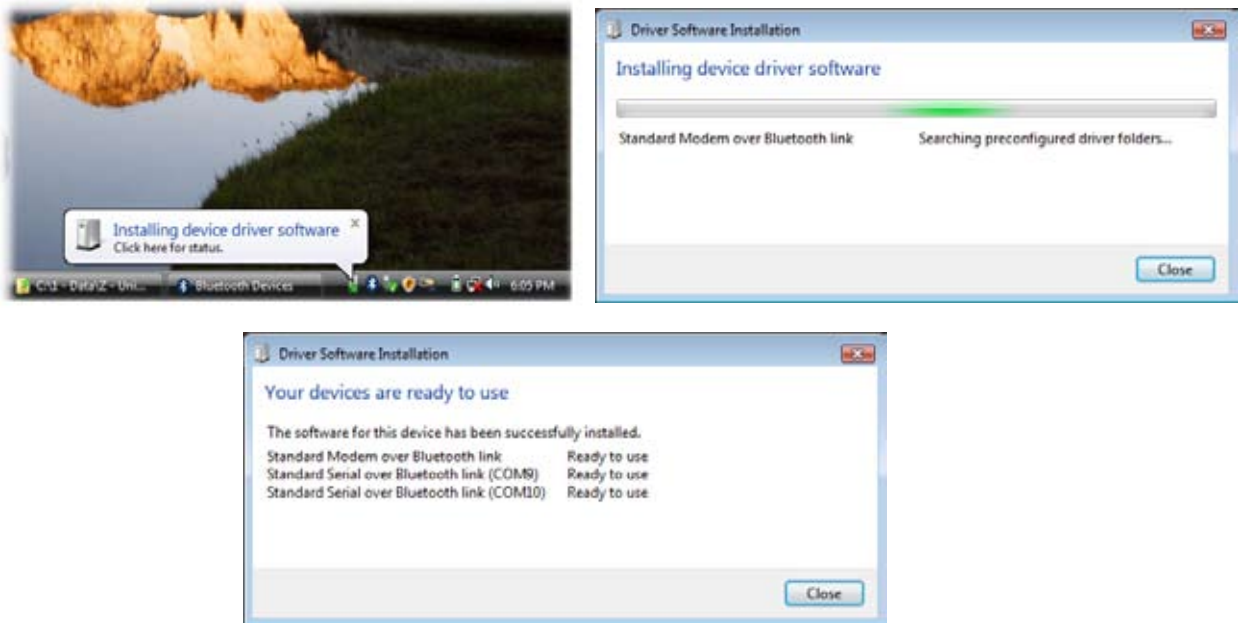 Installing device driver software
Click here for status.
C:\1 - Data\Z - Uni...
Bluetooth Devices
6:05 PM
Driver Software Installation
Installing device driver software
Standard Modem over Bluetooth link Searching preconfigured driver folders...
Close
Driver Software Installation
Your devices are ready to use
The software for this device has been successfully installed.
Standard Modem over Bluetooth link Ready to use
Standard Serial over Bluetooth link (COM9) Ready to use
Standard Serial over Bluetooth link (COM10) Ready to use
Close